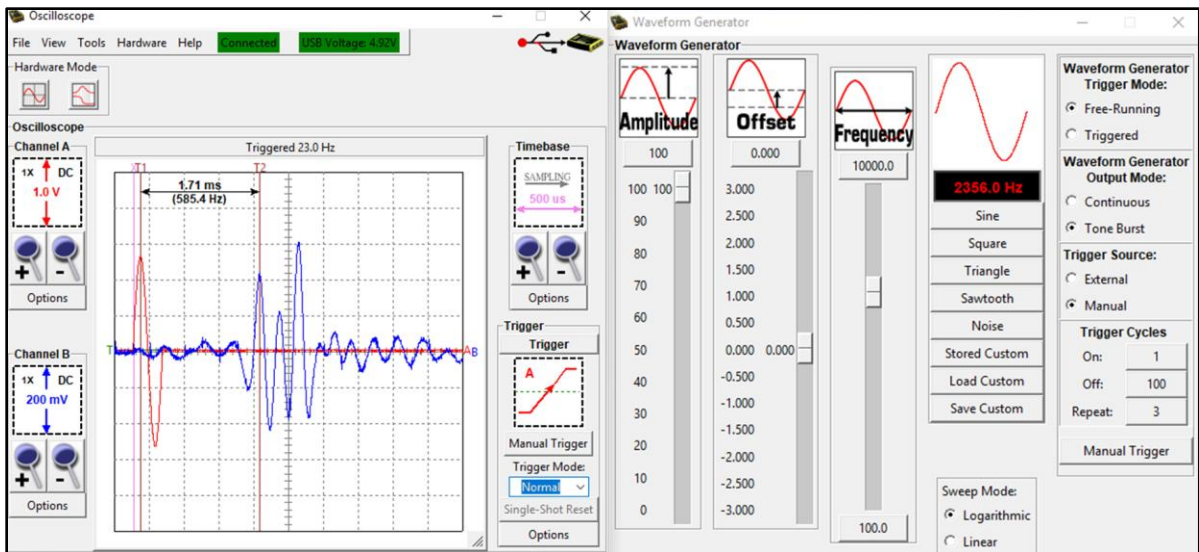 Oscilloscope
File View Tools Hardware Help Connected USB Voltage: 4.92V
Hardware Mode
Oscilloscope
Channel A
1X DC
1.0 V
+ -
Options
Channel B
1X DC
200 mV
+ -
Options
Triggered 23.0 Hz
T1 T2
1.71 ms
(585.4 Hz)
T A B
Timebase
SAMPLING
500 us
+ -
Options
Trigger
Trigger
A
Manual Trigger
Trigger Mode:
Normal
Single-Shot Reset
Options
Waveform Generator
Waveform Generator
Amplitude
100
100 100
90
80
70
60
50
40
30
20
10
0
Offset
0.000
3.000
2.500
2.000
1.500
1.000
0.500
0.000 0.000
-0.500
-1.000
-1.500
-2.000
-2.500
-3.000
Frequency
10000.0
100.0
2356.0 Hz
Sine
Square
Triangle
Sawtooth
Noise
Stored Custom
Load Custom
Save Custom
Sweep Mode:
Logarithmic
Linear
Waveform Generator
Trigger Mode:
Free-Running
Triggered
Waveform Generator
Output Mode:
Continuous
Tone Burst
Trigger Source:
External
Manual
Trigger Cycles
On: 1
Off: 100
Repeat: 3
Manual Trigger